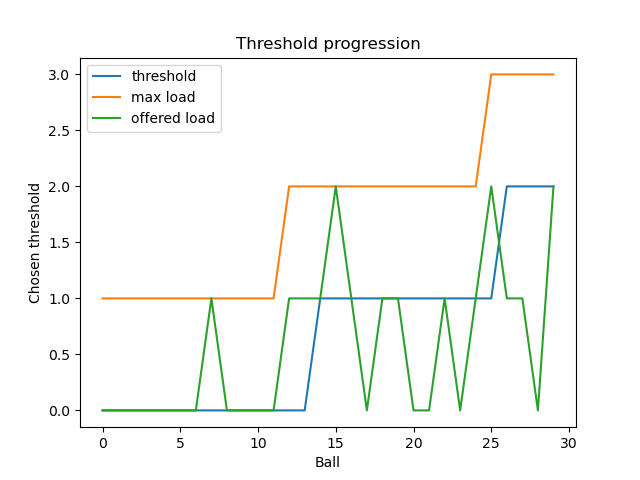 Threshold progression
threshold
max load
offered load
3.0
2.5
2.0
1.5
1.0
0.5
0.0
Chosen threshold
0 5 10 15 20 25 30
Ball